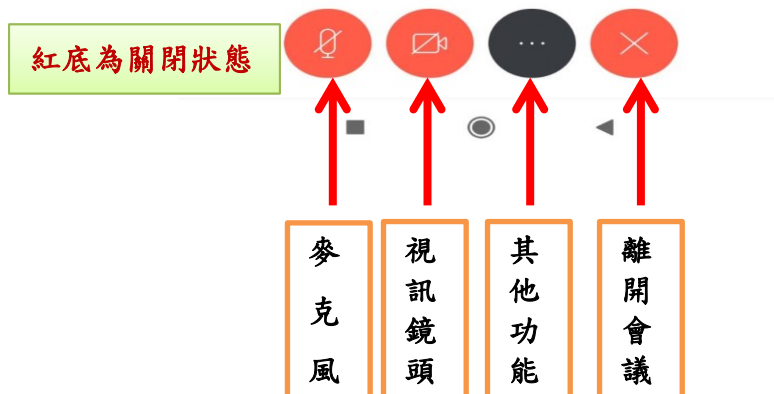 紅底為關閉狀態
麥克風
視訊鏡頭
其他功能
離開會議